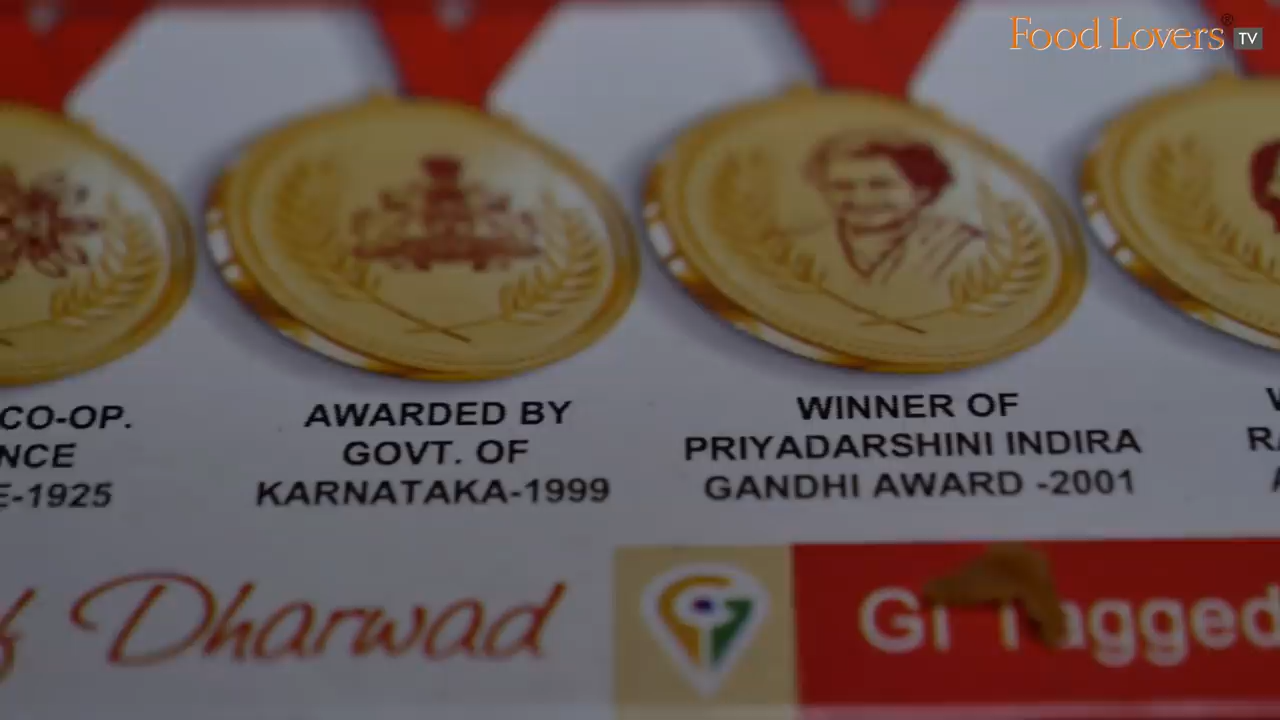 Food Lovers® TV
CO-OP.
NCE
E-1925
AWARDED BY
GOVT. OF
KARNATAKA-1999
WINNER OF
PRIYADARSHINI INDIRA
GANDHI AWARD -2001
f Dharwad
GI Tagged